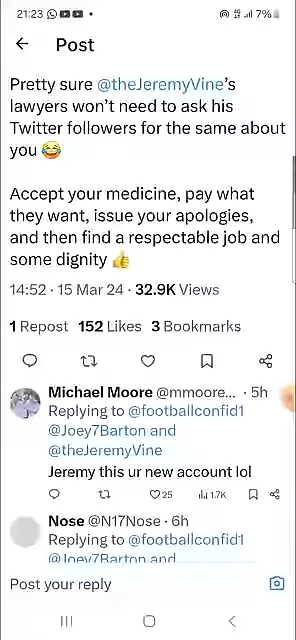 21:23 7%
Post
Pretty sure @theJeremyVine's
lawyers won't need to ask his
Twitter followers for the same about
you 😂
Accept your medicine, pay what
they want, issue your apologies,
and then find a respectable job and
some dignity 👍
14:52 · 15 Mar 24 · 32.9K Views
1 Repost 152 Likes 3 Bookmarks
Michael Moore @mmoore... · 5h
Replying to @footballconfid1
@Joey7Barton and
@theJeremyVine
Jeremy this ur new account lol
25 1.7K
Nose @N17Nose · 6h
Replying to @footballconfid1
@Joey7Barton and
Post your reply